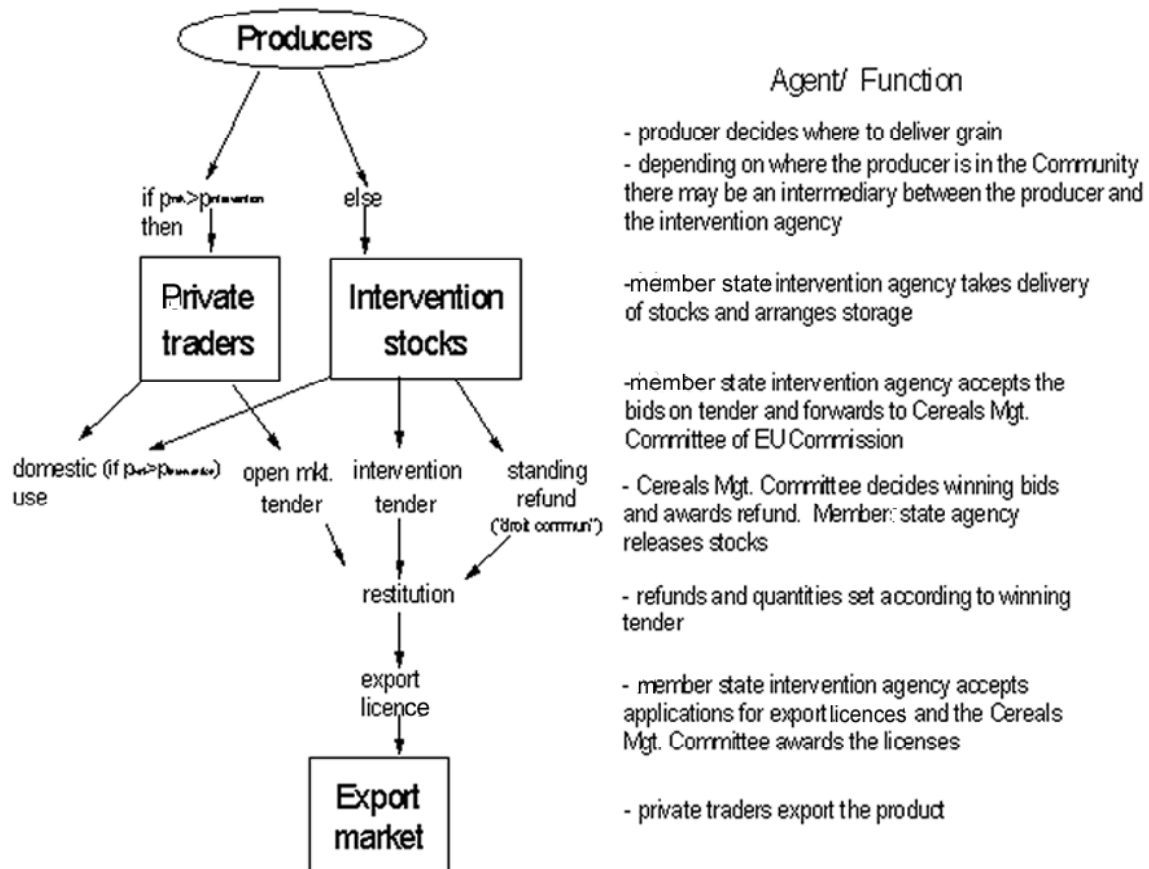 Producers
if pmkt>pintervention
then
else
Private
traders
Intervention
stocks
domestic (if p >p )
use
open mkt.
tender
intervention
tender
standing
refund
("droit commun")
restitution
export
licence
Export
market
Agent/ Function
- producer decides where to deliver grain
- depending on where the producer is in the Community
there may be an intermediary between the producer and
the intervention agency
-member state intervention agency takes delivery
of stocks and arranges storage
-member state intervention agency accepts the
bids on tender and forwards to Cereals Mgt.
Committee of EU Commission
- Cereals Mgt. Committee decides winning bids
and awards refund. Member state agency
releases stocks
- refunds and quantities set according to winning
tender
- member state intervention agency accepts
applications for export licences and the Cereals
Mgt. Committee awards the licenses
- private traders export the product